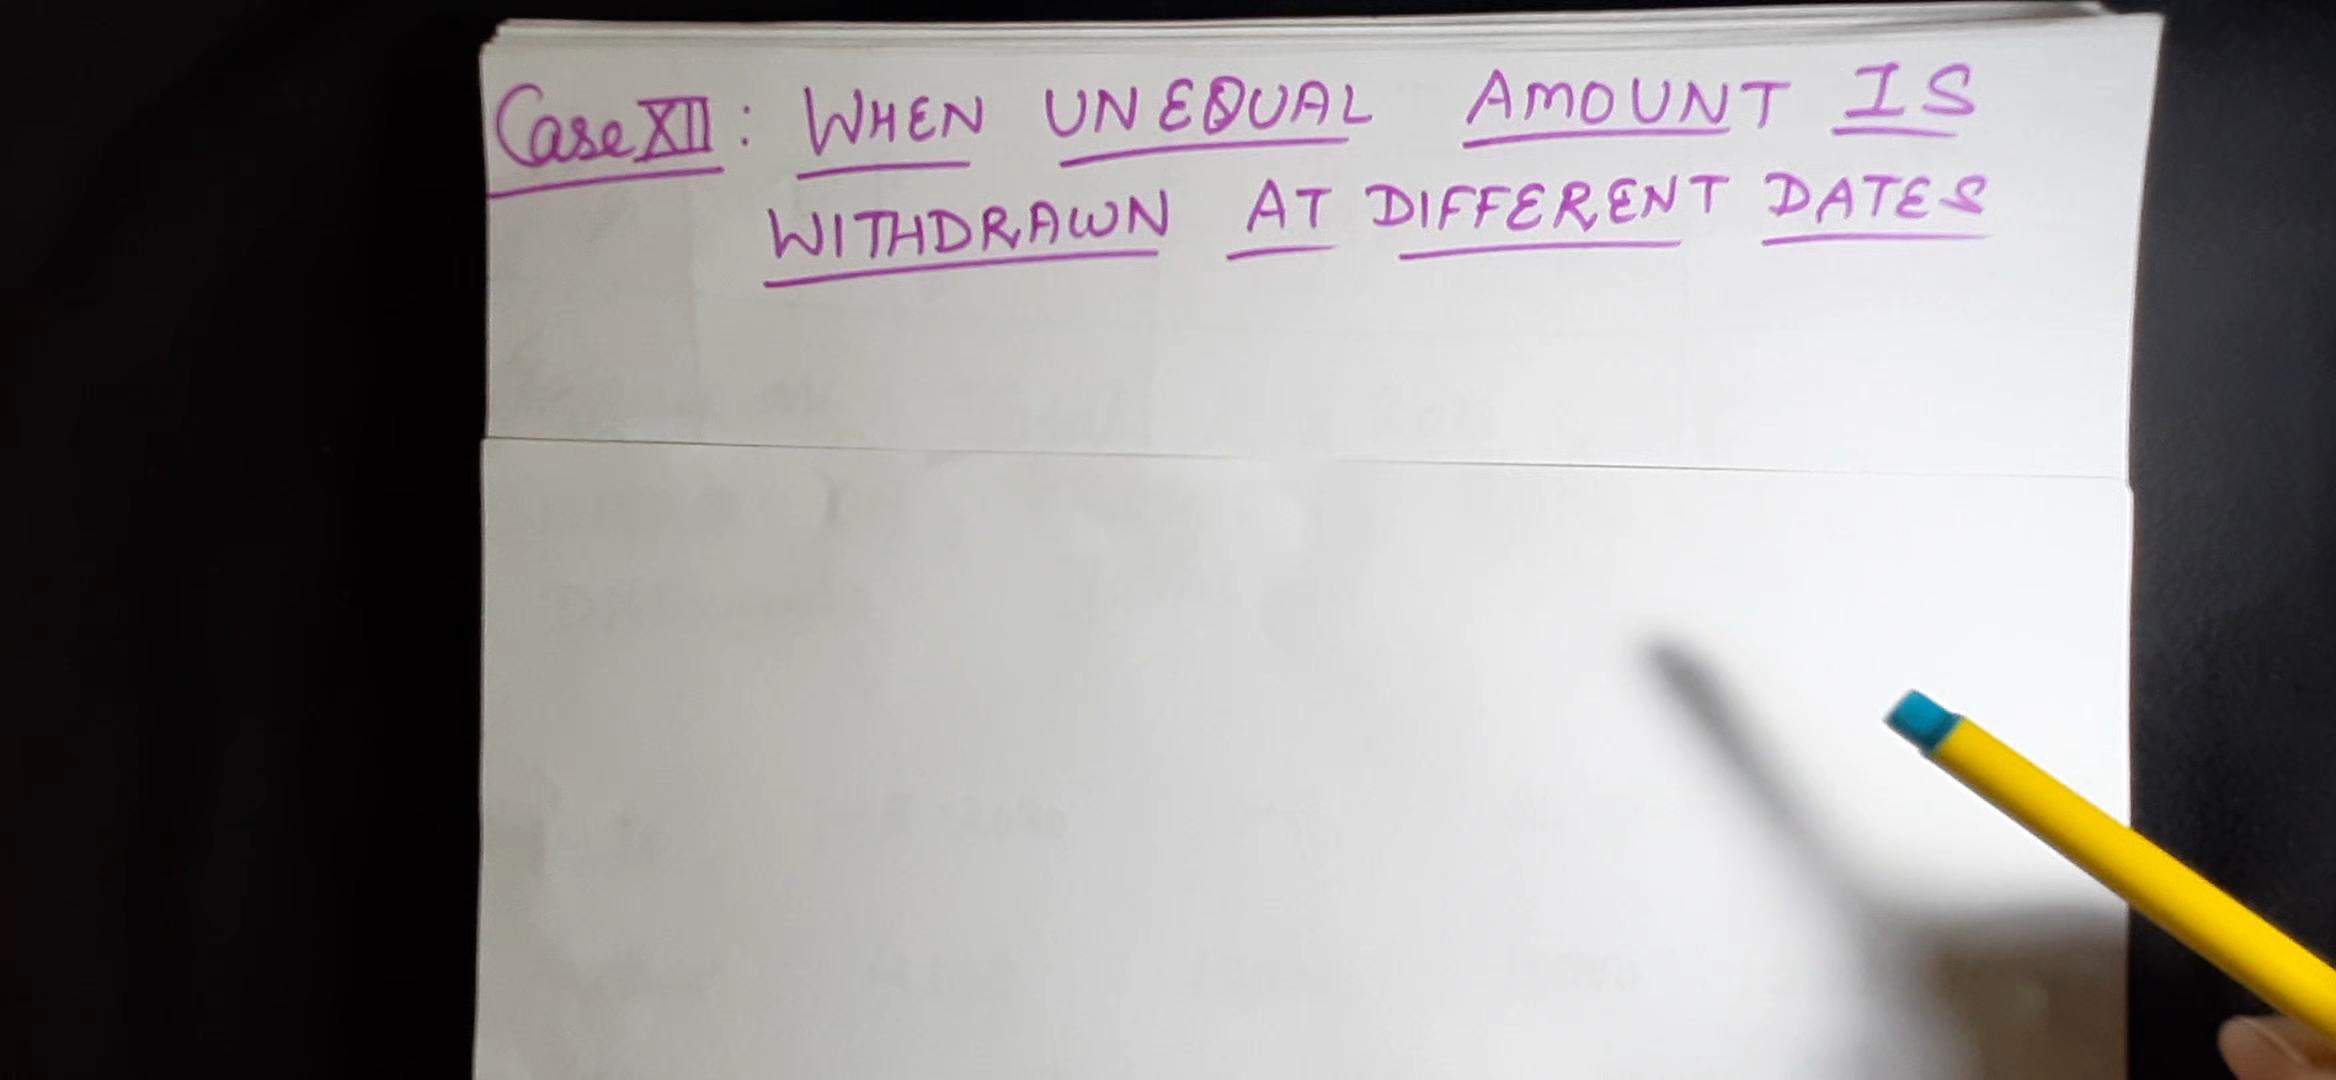 Case XII : WHEN UNEQUAL AMOUNT IS
WITHDRAWN AT DIFFERENT DATES